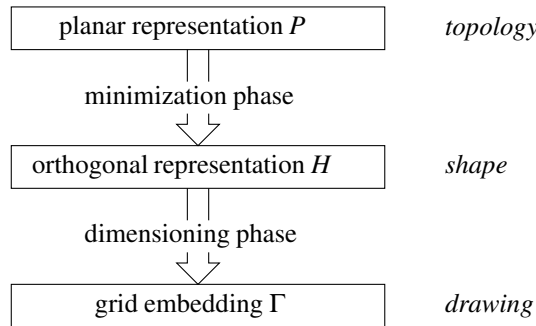 planar representation P topology
minimization phase
orthogonal representation H shape
dimensioning phase
grid embedding Γ drawing